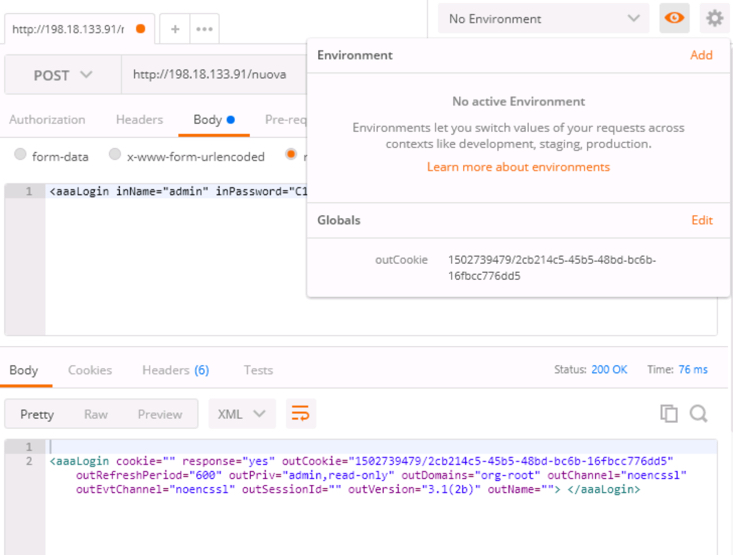 http://198.18.133.91/r
+
•••
No Environment
POST
http://198.18.133.91/nuova
Environment
Add
No active Environment
Environments let you switch values of your requests across
contexts like development, staging, production.
Learn more about environments
Globals
Edit
outCookie
1502739479/2cb214c5-45b5-48bd-bc6b-
16fbcc776dd5
Authorization
Headers
Body
Pre-req
form-data
x-www-form-urlencoded
1
<aaaLogin inName="admin" inPassword="C1
Body
Cookies
Headers (6)
Tests
Status: 200 OK
Time: 76 ms
Pretty
Raw
Preview
XML
1
2
<aaaLogin cookie="" response="yes" outCookie="1502739479/2cb214c5-45b5-48bd-bc6b-16fbcc776dd5"
outRefreshPeriod="600" outPriv="admin,read-only" outDomains="org-root" outChannel="noencssl"
outEvtChannel="noencssl" outSessionId="" outVersion="3.1(2b)" outName=""> </aaaLogin>